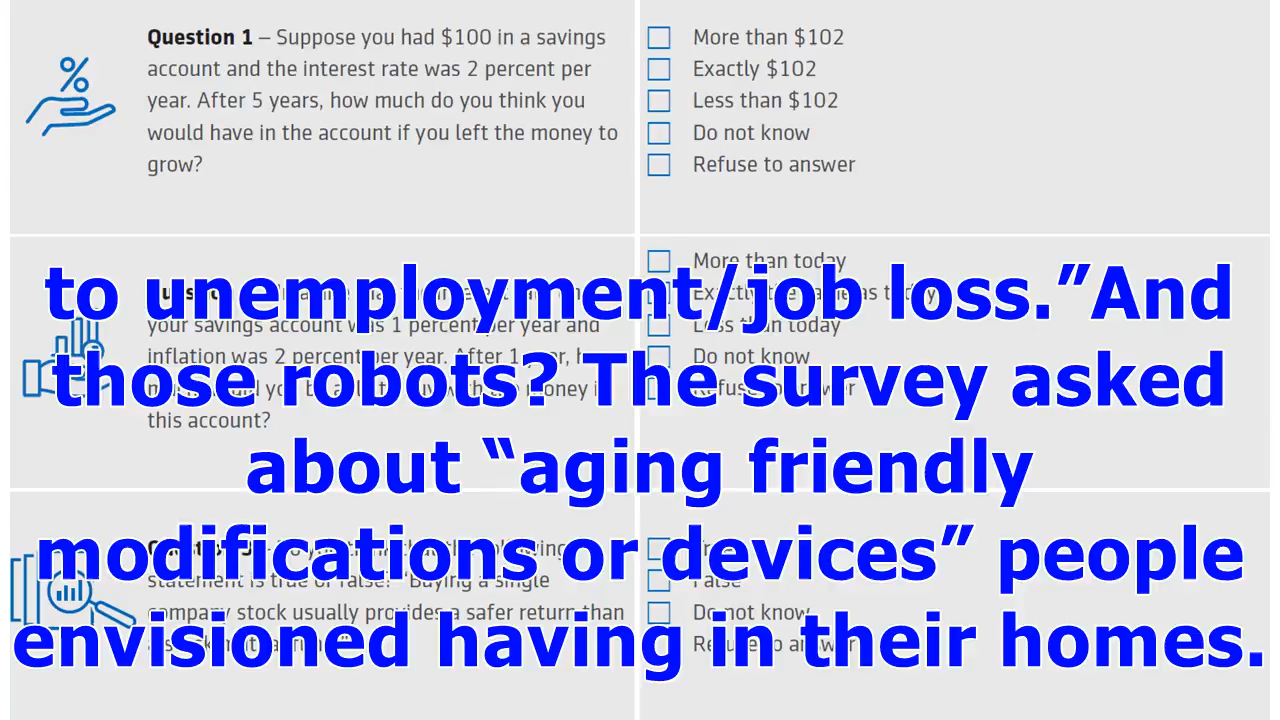 Question 1 – Suppose you had $100 in a savings
account and the interest rate was 2 percent per
year. After 5 years, how much do you think you
would have in the account if you left the money to
grow?
More than $102
Exactly $102
Less than $102
Do not know
Refuse to answer
your savings account was 1 percent per year and
inflation was 2 percent per year. After 1
this account?
More than today
Less than today
Do not know
statement is true or false? "Buying a single
company stock usually provides a safer return than
False
Do not know
Refuse to answer
to unemployment/job loss.”And
those robots? The survey asked
about “aging friendly
modifications or devices” people
envisioned having in their homes.